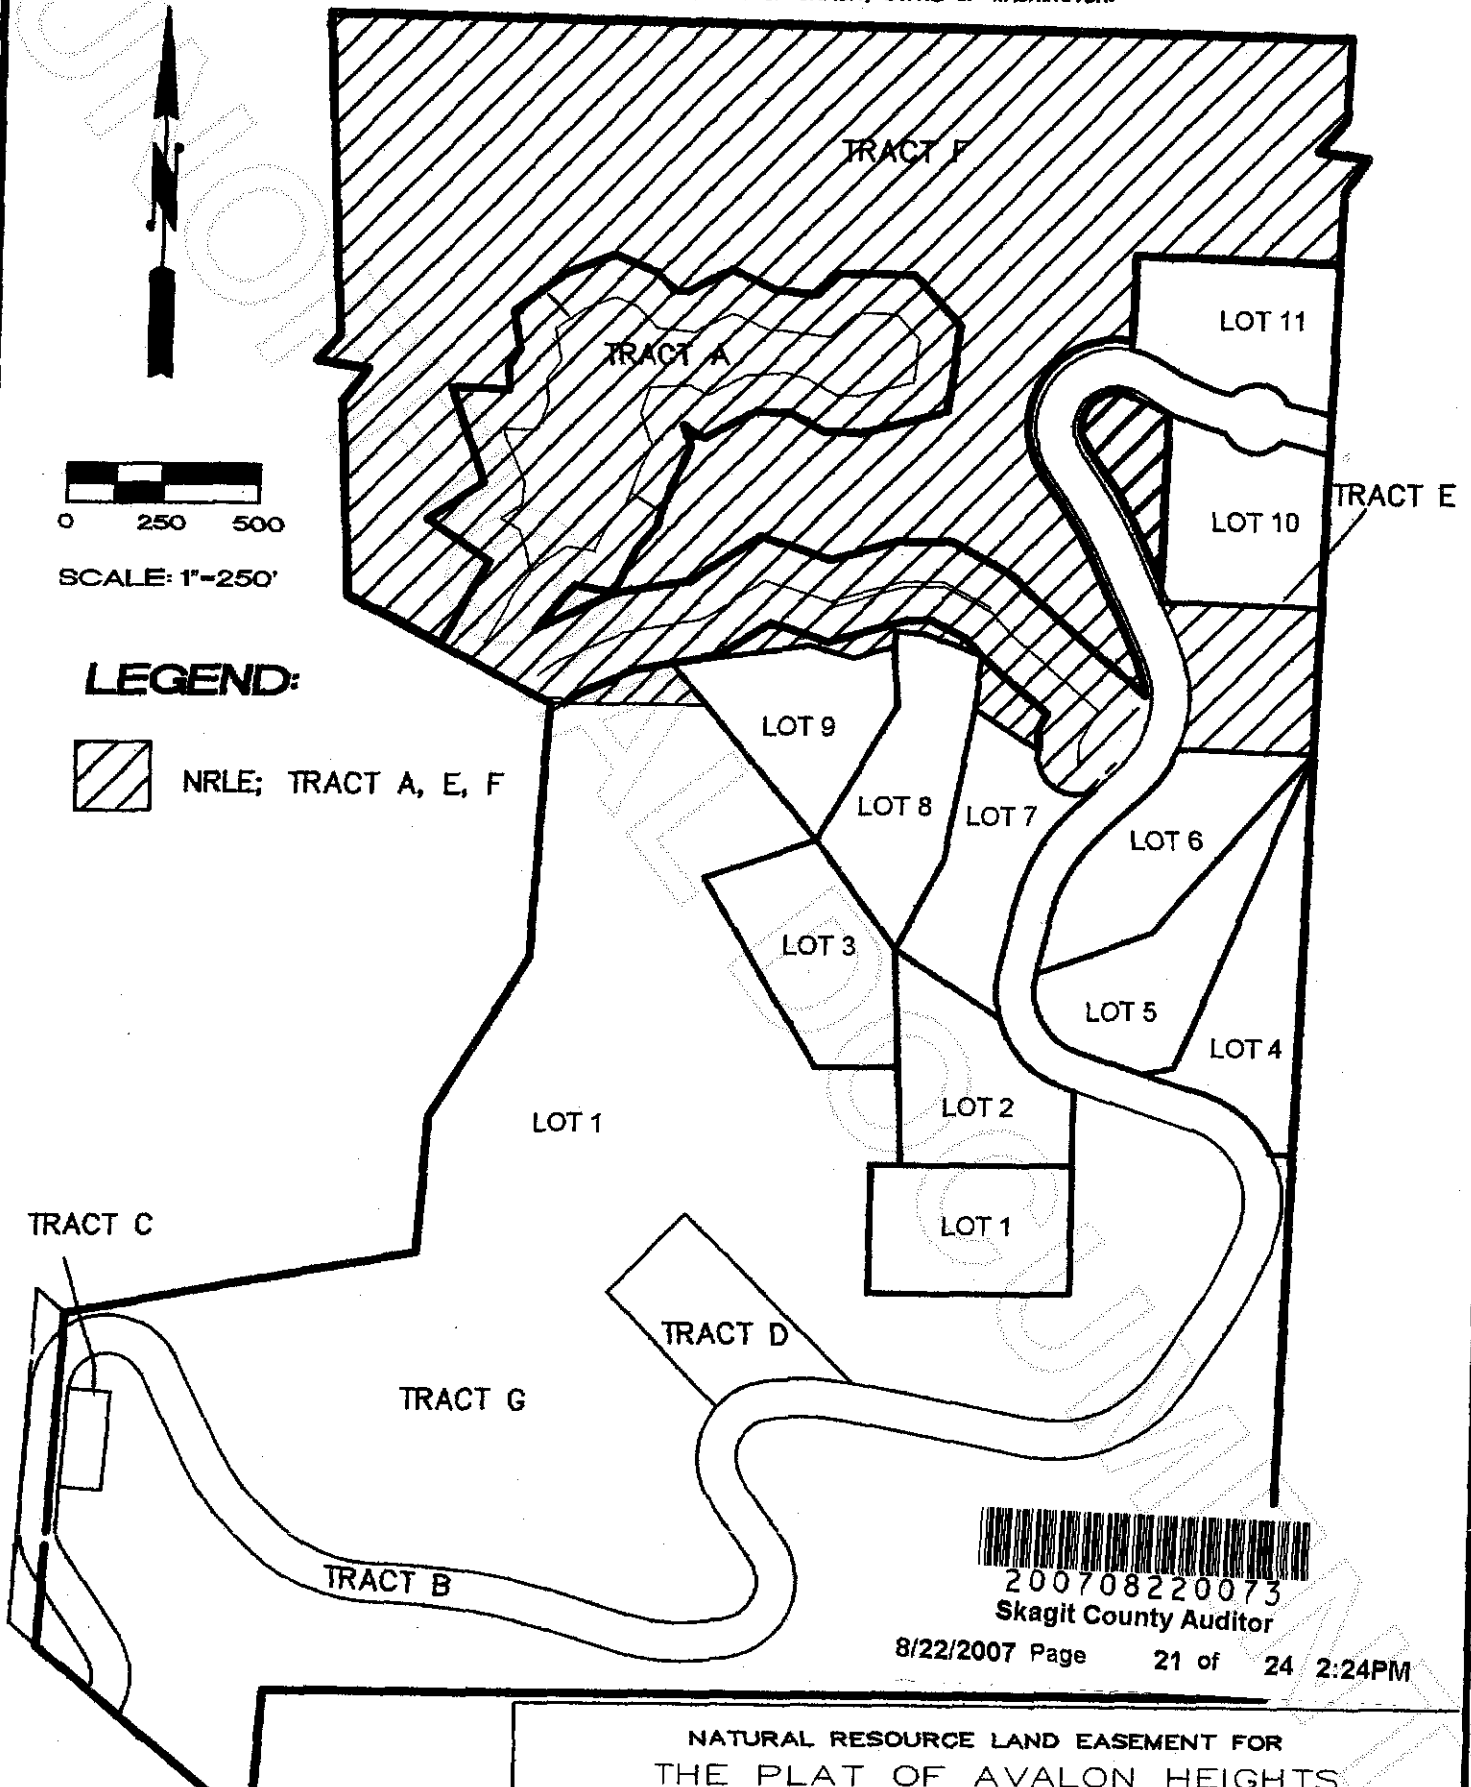 TRACT F
N
LOT 11
TRACT A
0 250 500
SCALE: 1"=250'
TRACT E
LOT 10
LEGEND:
NRLE; TRACT A, E, F
LOT 9
LOT 8
LOT 7
LOT 6
LOT 3
LOT 5
LOT 4
LOT 1
LOT 2
TRACT C
LOT 1
TRACT D
TRACT G
TRACT B
200708220073
Skagit County Auditor
8/22/2007 Page 21 of 24 2:24PM
NATURAL RESOURCE LAND EASEMENT FOR
THE PLAT OF AVALON HEIGHTS